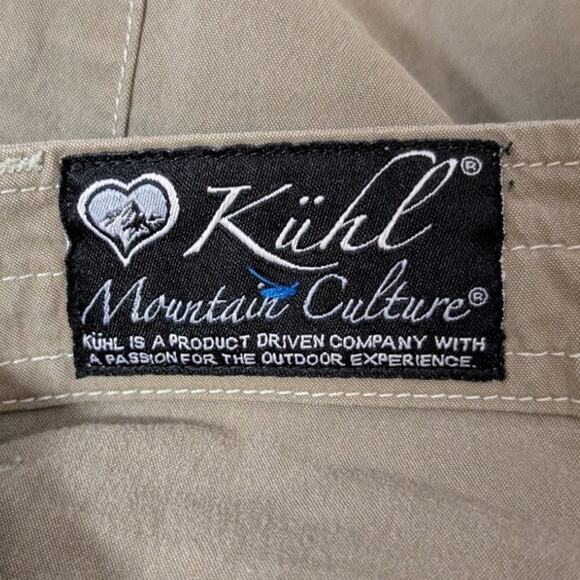 Kühl®
Mountain Culture®
KÜHL IS A PRODUCT DRIVEN COMPANY WITH
A PASSION FOR THE OUTDOOR EXPERIENCE.